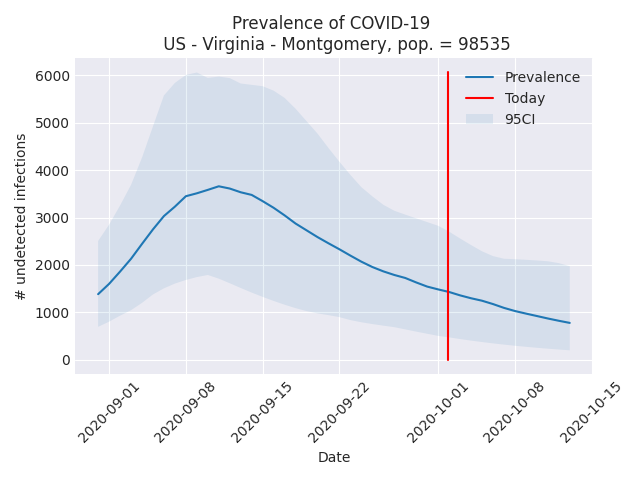 Prevalence of COVID-19
US - Virginia - Montgomery, pop. = 98535
6000
5000
4000
3000
2000
1000
0
# undetected infections
Prevalence
Today
95CI
2020-09-01
2020-09-08
2020-09-15
2020-09-22
2020-10-01
2020-10-08
2020-10-15
Date